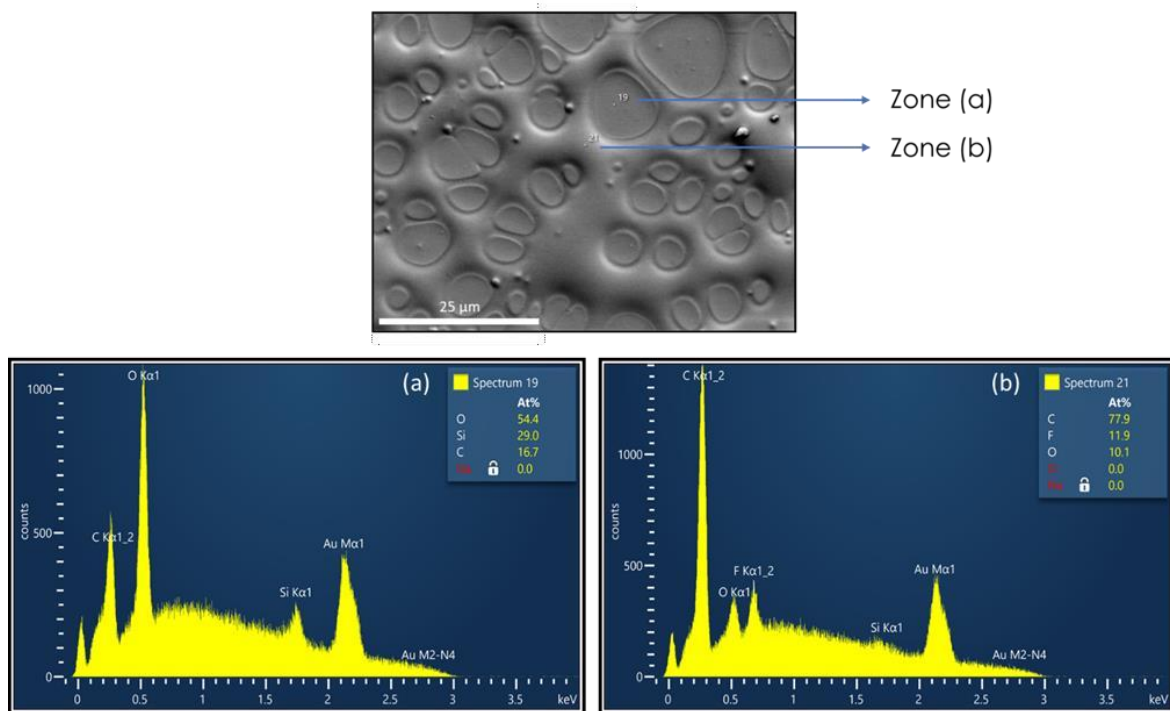 19
Zone (a)
21
Zone (b)
25 µm
O Kα1
(a)
Spectrum 19
At%
O 54.4
Si 29.0
C 16.7
0.0
1000
500
0
counts
C Kα1_2
Si Kα1
Au Mα1
Au M2-N4
0 0.5 1 1.5 2 2.5 3 3.5 keV
C Kα1_2
(b)
Spectrum 21
At%
C 77.9
F 11.9
O 10.1
0.0
0.0
1000
500
0
counts
F Kα1_2
O Kα1
Si Kα1
Au Mα1
Au M2-N4
0 0.5 1 1.5 2 2.5 3 3.5 keV